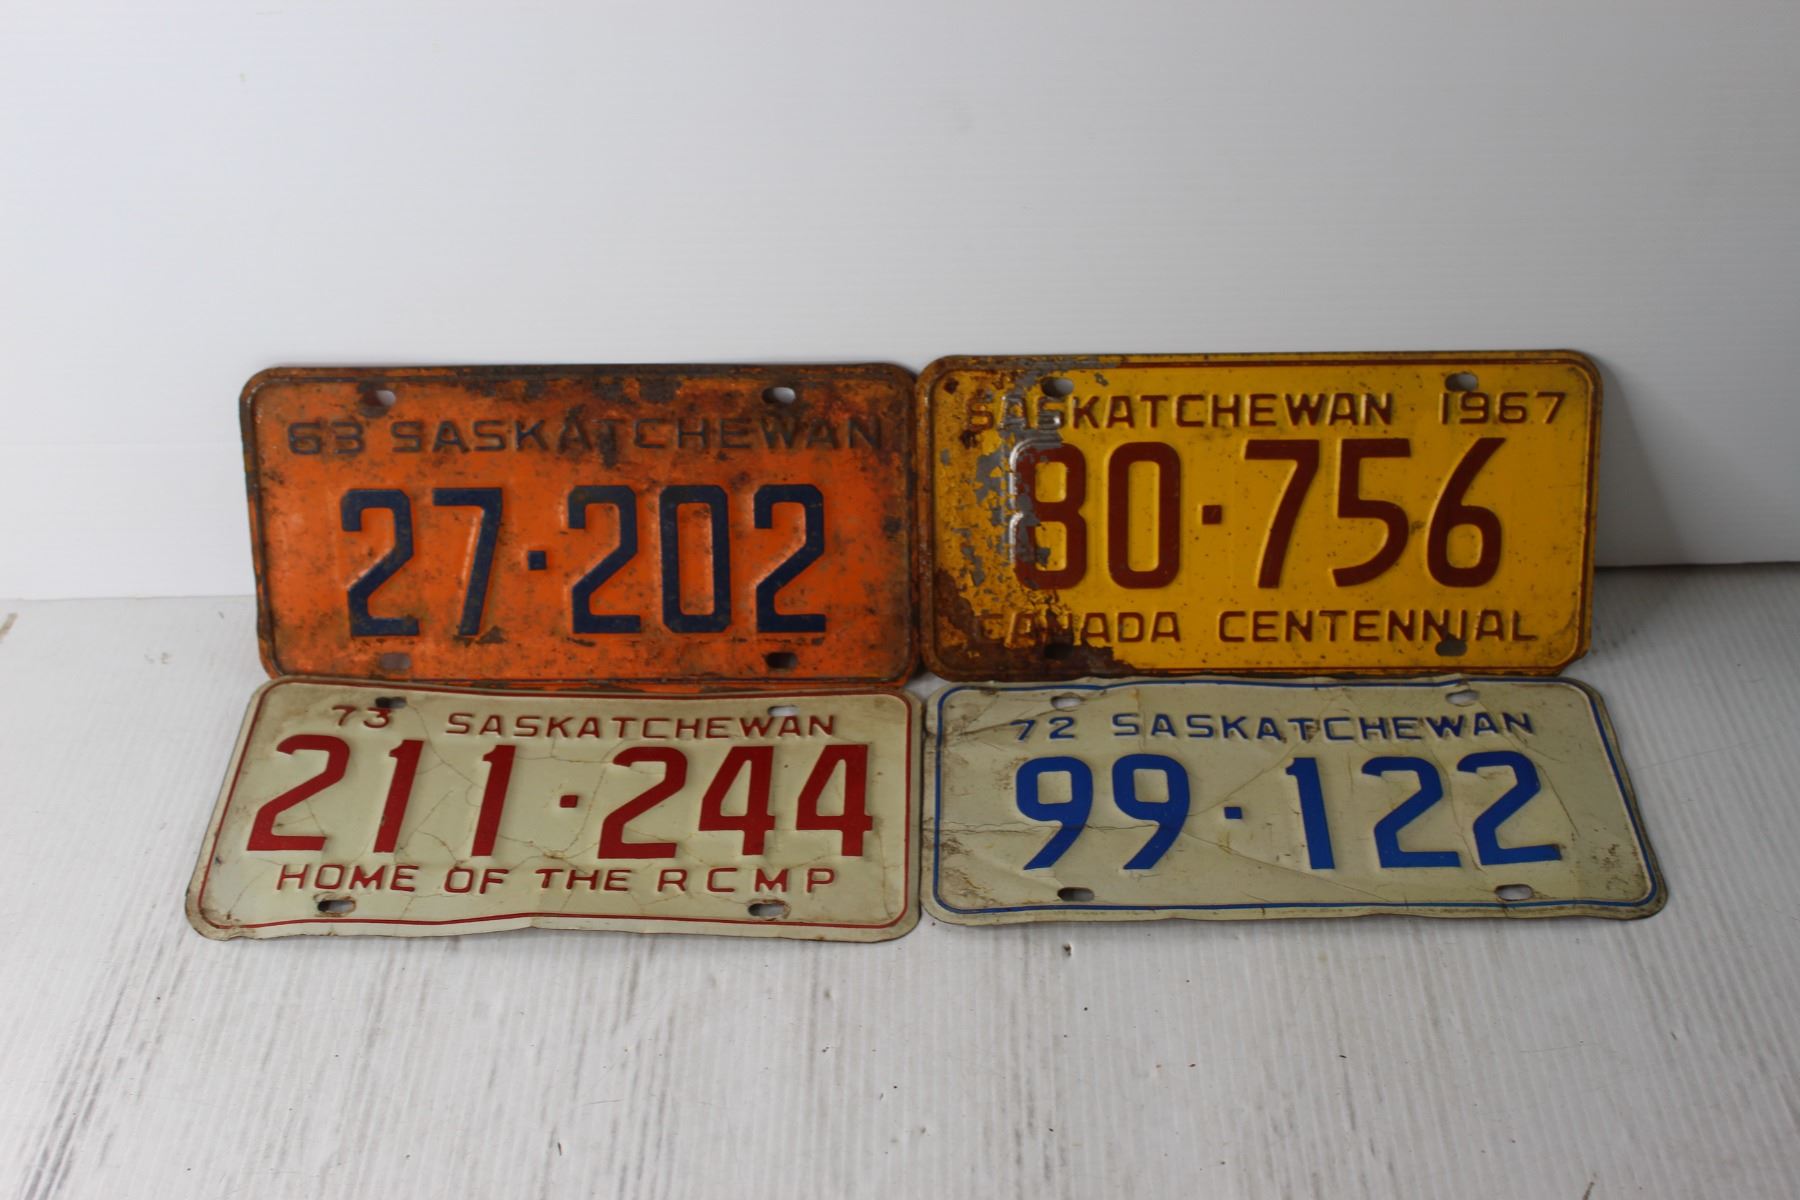 63 SASKATCHEWAN
27·202
SASKATCHEWAN 1967
80·756
CANADA CENTENNIAL
73 SASKATCHEWAN
211·244
HOME OF THE RCMP
72 SASKATCHEWAN
99·122